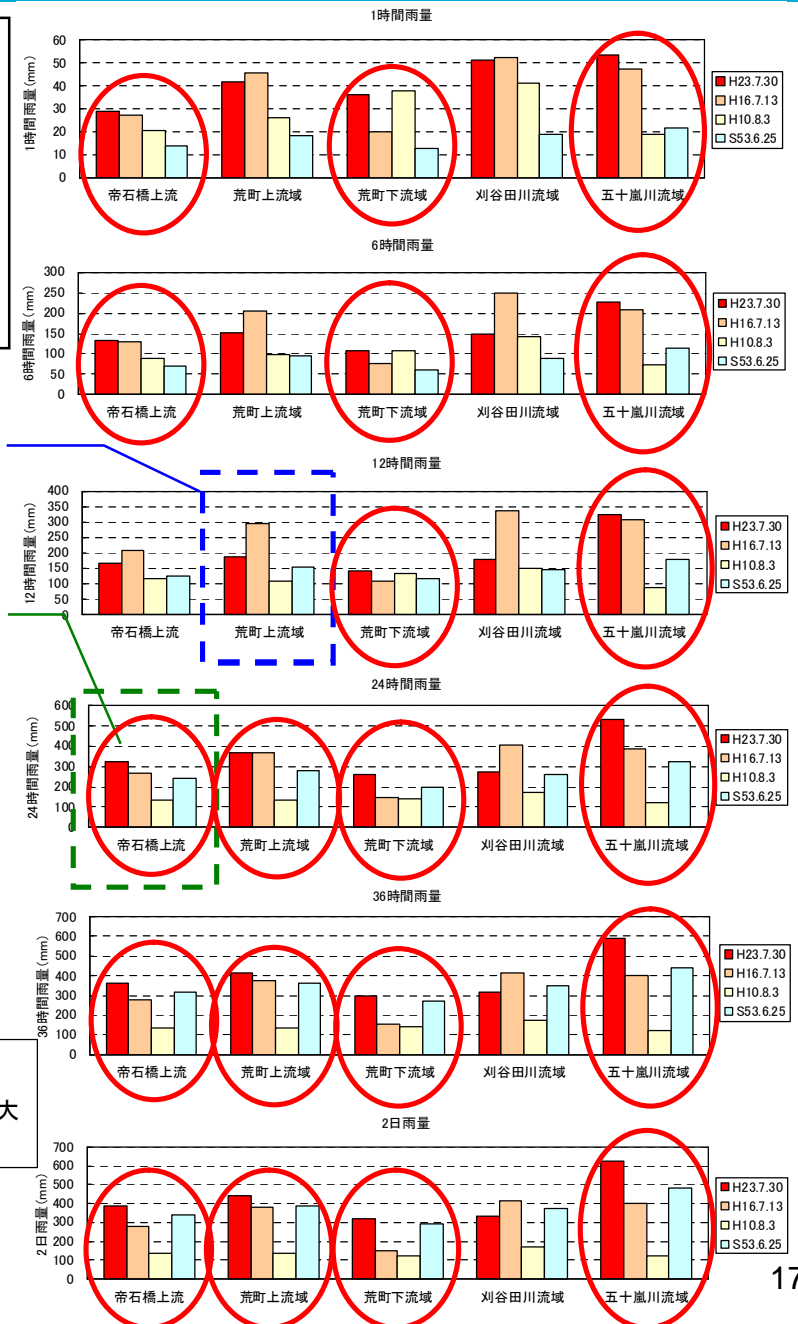 1時間雨量
1時間雨量(mm)
60
50
40
30
20
10
0
帝石橋上流 荒町上流域 荒町下流域 刈谷田川流域 五十嵐川流域
H23.7.30
H16.7.13
H10.8.3
S53.6.25
6時間雨量
6時間雨量(mm)
300
250
200
150
100
50
0
帝石橋上流 荒町上流域 荒町下流域 刈谷田川流域 五十嵐川流域
H23.7.30
H16.7.13
H10.8.3
S53.6.25
12時間雨量
12時間雨量(mm)
400
350
300
250
200
150
100
50
0
帝石橋上流 荒町上流域 荒町下流域 刈谷田川流域 五十嵐川流域
H23.7.30
H16.7.13
H10.8.3
S53.6.25
24時間雨量
24時間雨量(mm)
600
500
400
300
200
100
0
帝石橋上流 荒町上流域 荒町下流域 刈谷田川流域 五十嵐川流域
H23.7.30
H16.7.13
H10.8.3
S53.6.25
36時間雨量
36時間雨量(mm)
700
600
500
400
300
200
100
0
帝石橋上流 荒町上流域 荒町下流域 刈谷田川流域 五十嵐川流域
H23.7.30
H16.7.13
H10.8.3
S53.6.25
大
2日雨量
2日雨量(mm)
700
600
500
400
300
200
100
0
帝石橋上流 荒町上流域 荒町下流域 刈谷田川流域 五十嵐川流域
H23.7.30
H16.7.13
H10.8.3
S53.6.25
17